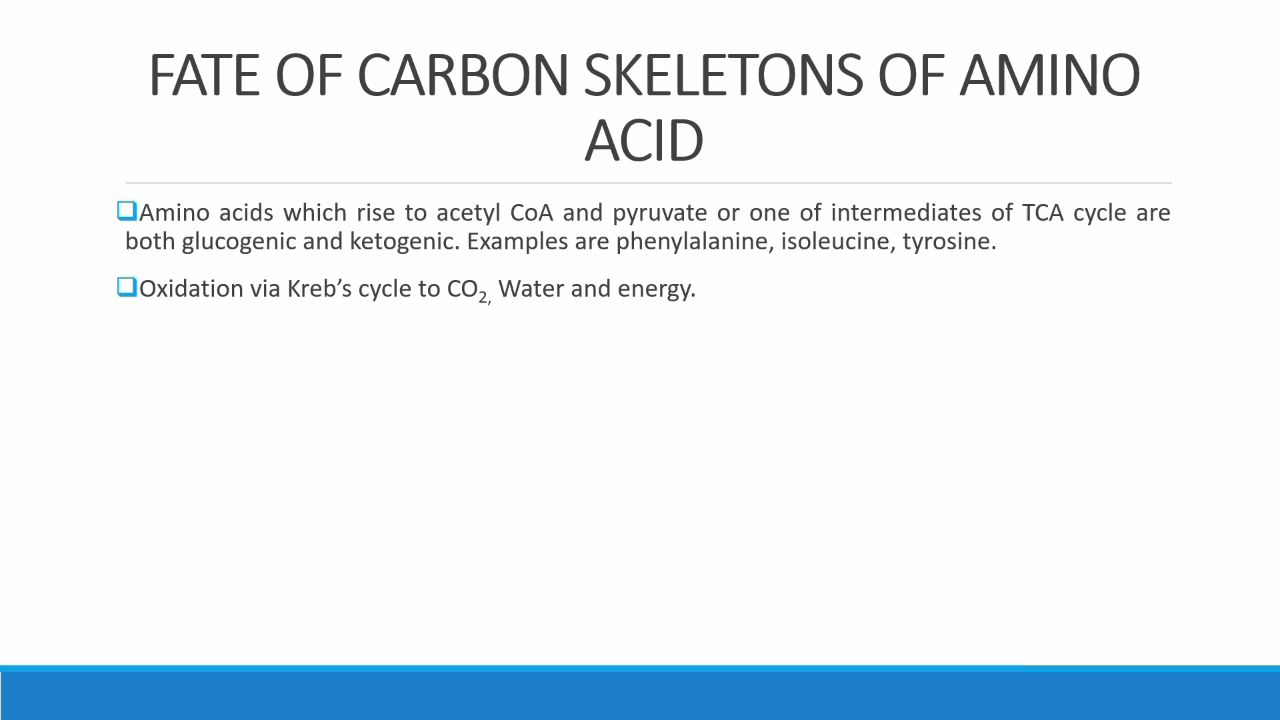 FATE OF CARBON SKELETONS OF AMINO
ACID
❑Amino acids which rise to acetyl CoA and pyruvate or one of intermediates of TCA cycle are
both glucogenic and ketogenic. Examples are phenylalanine, isoleucine, tyrosine.
❑Oxidation via Kreb’s cycle to CO₂, Water and energy.